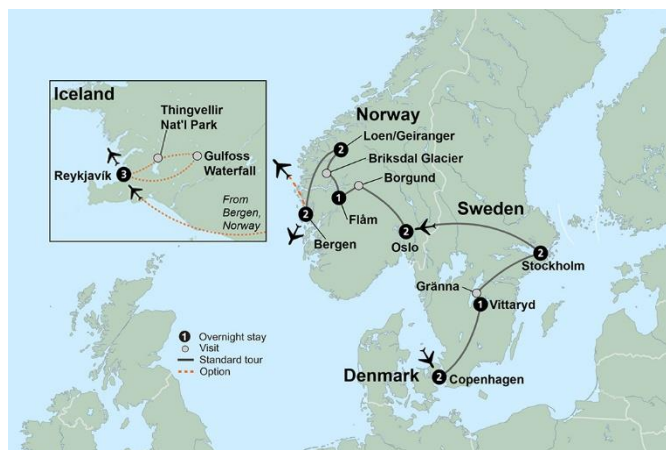 Iceland
Thingvellir
Nat'l Park
Gulfoss
Waterfall
Reykjavík
3
From
Bergen,
Norway
Norway
2
Loen/Geiranger
Briksdal Glacier
Borgund
1
Flåm
2
Bergen
2
Oslo
Sweden
2
Stockholm
Gränna
1
Vittaryd
Denmark
2
Copenhagen
1
Overnight stay
Visit
Standard tour
Option